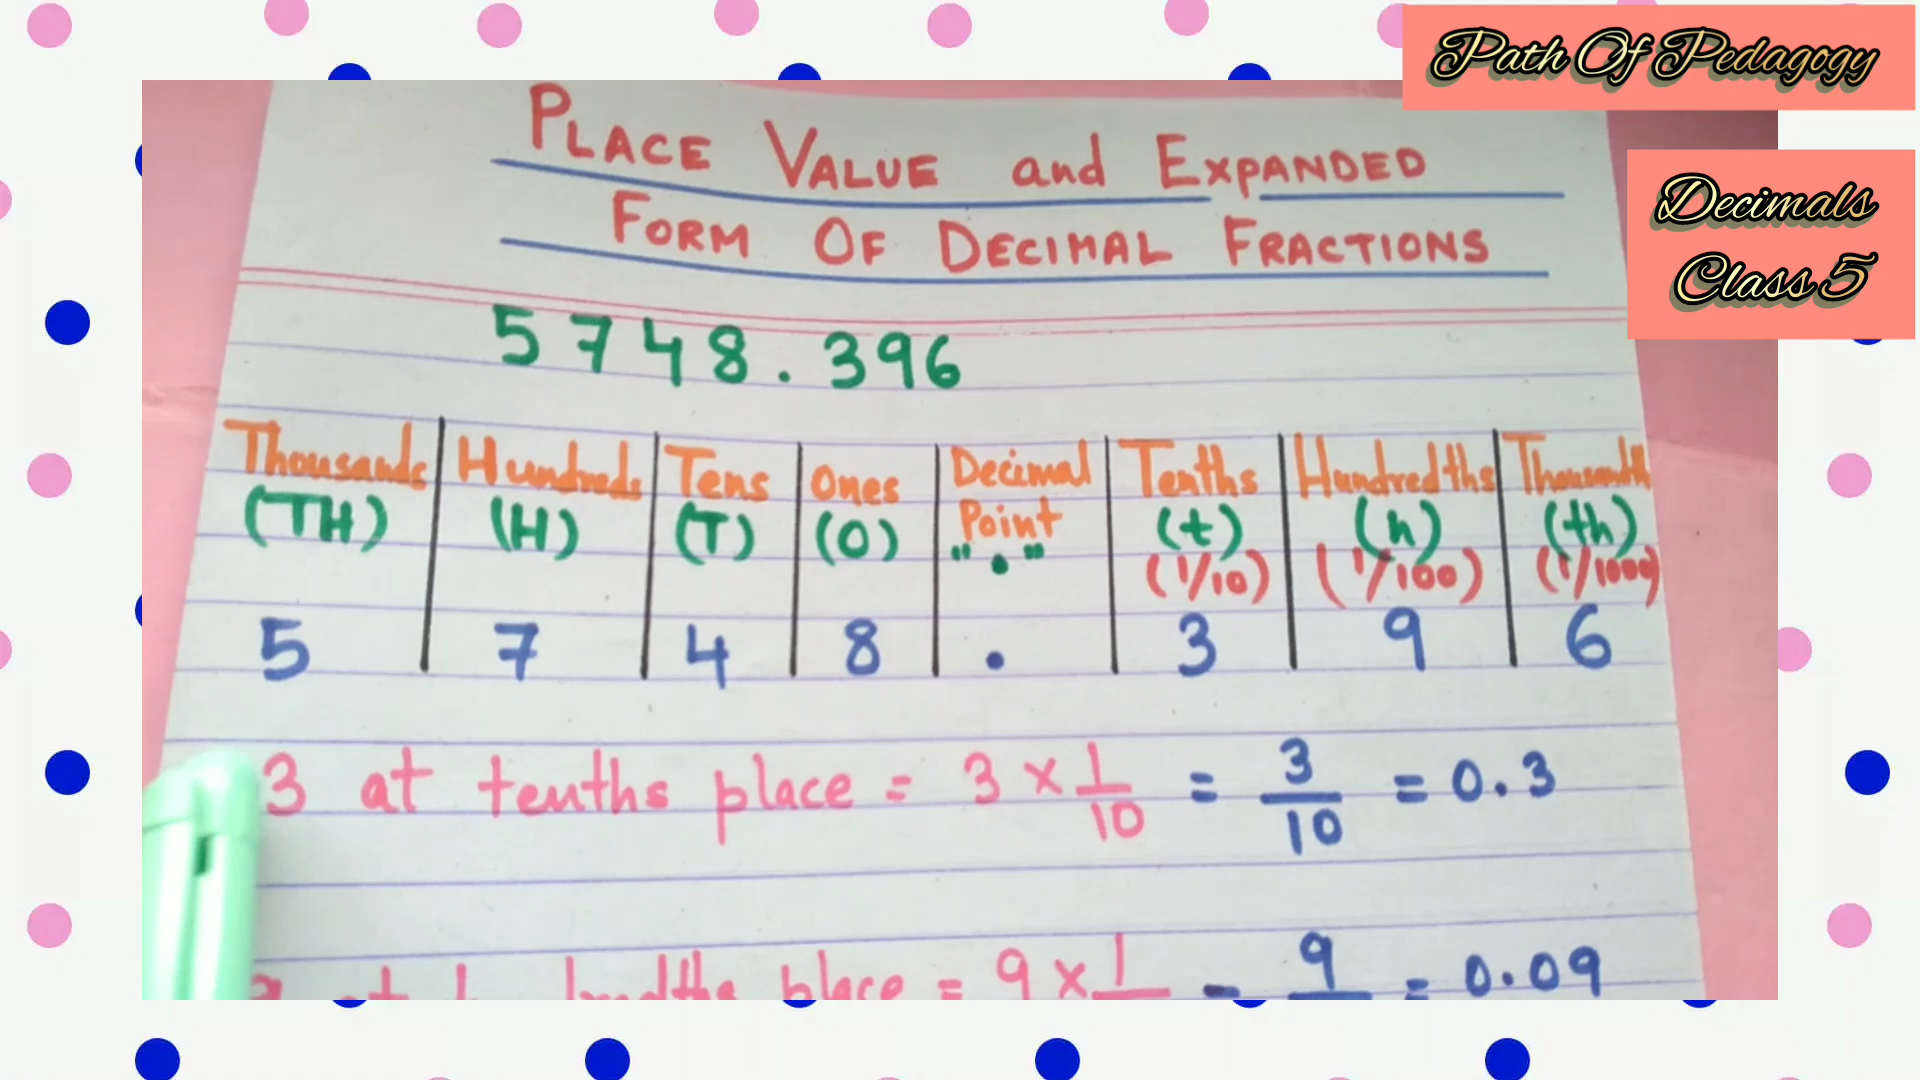 Path Of Pedagogy
Decimals
Class 5
PLACE VALUE and EXPANDED
FORM OF DECIMAL FRACTIONS
5748.396
Thousands Hundreds Tens Ones Decimal Point Tenths Hundredths Thousandth
(TH) (H) (T) (O) "." (t) (h) (th)
(1/10) (1/100) (1/1000)
5 7 4 8 . 3 9 6
3 at tenths place = 3 × 1/10 = 3/10 = 0.3
at place = 9 × 1 = 9 = 0.09